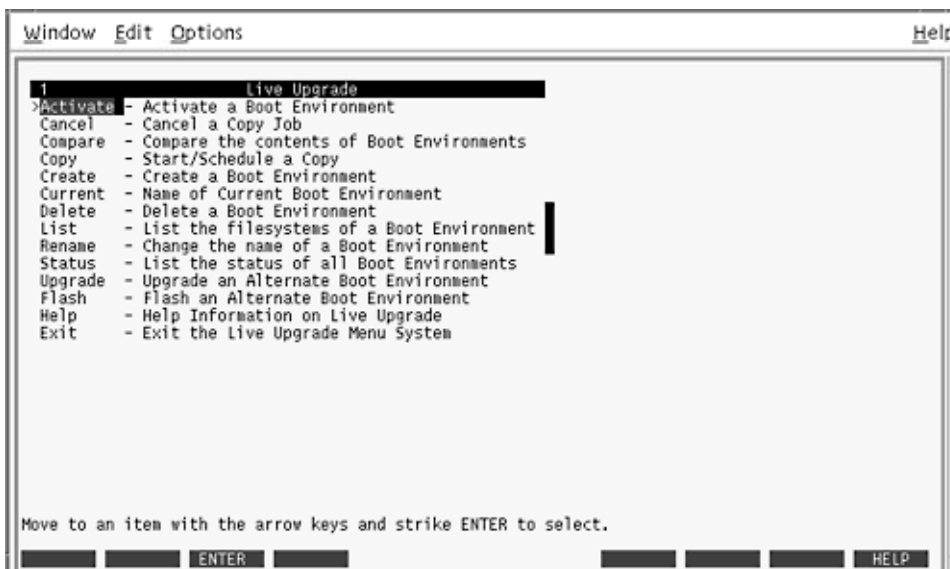 Window Edit Options Help
1 Live Upgrade
>Activate - Activate a Boot Environment
Cancel - Cancel a Copy Job
Compare - Compare the contents of Boot Environments
Copy - Start/Schedule a Copy
Create - Create a Boot Environment
Current - Name of Current Boot Environment
Delete - Delete a Boot Environment
List - List the filesystems of a Boot Environment
Rename - Change the name of a Boot Environment
Status - List the status of all Boot Environments
Upgrade - Upgrade an Alternate Boot Environment
Flash - Flash an Alternate Boot Environment
Help - Help Information on Live Upgrade
Exit - Exit the Live Upgrade Menu System
Move to an item with the arrow keys and strike ENTER to select.
ENTER HELP